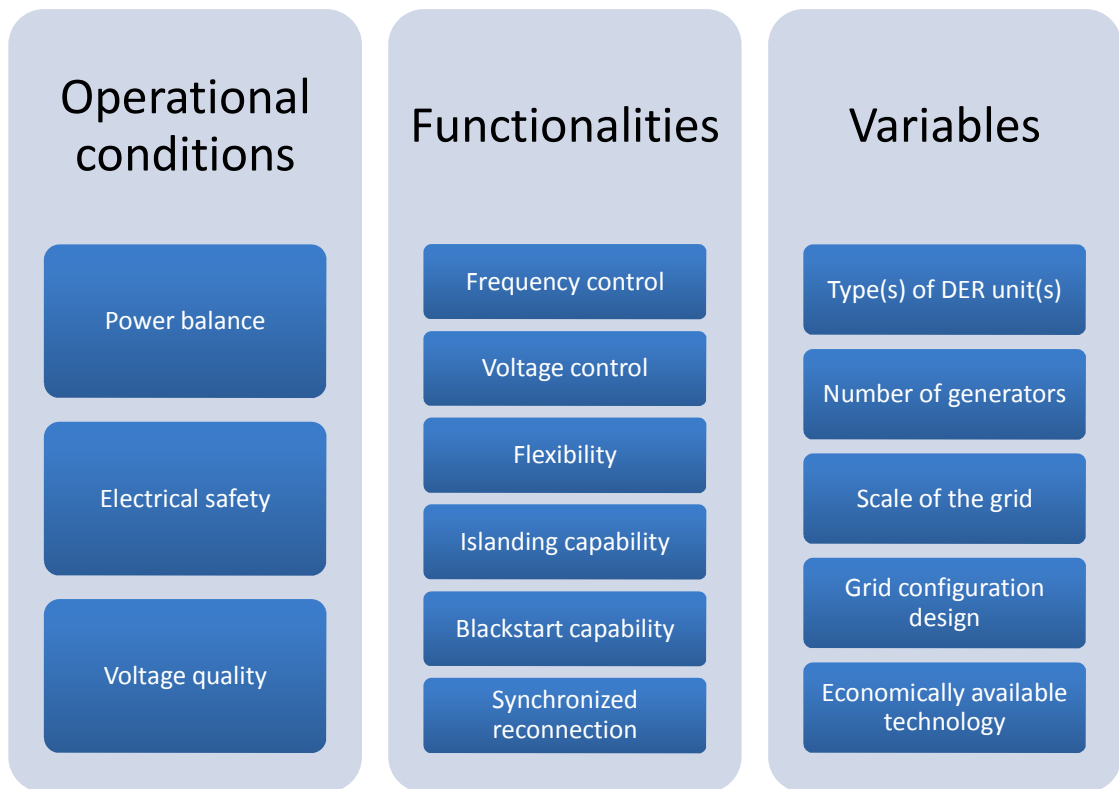 Operational
conditions
Power balance
Electrical safety
Voltage quality
Functionalities
Frequency control
Voltage control
Flexibility
Islanding capability
Blackstart capability
Synchronized
reconnection
Variables
Type(s) of DER unit(s)
Number of generators
Scale of the grid
Grid configuration
design
Economically available
technology